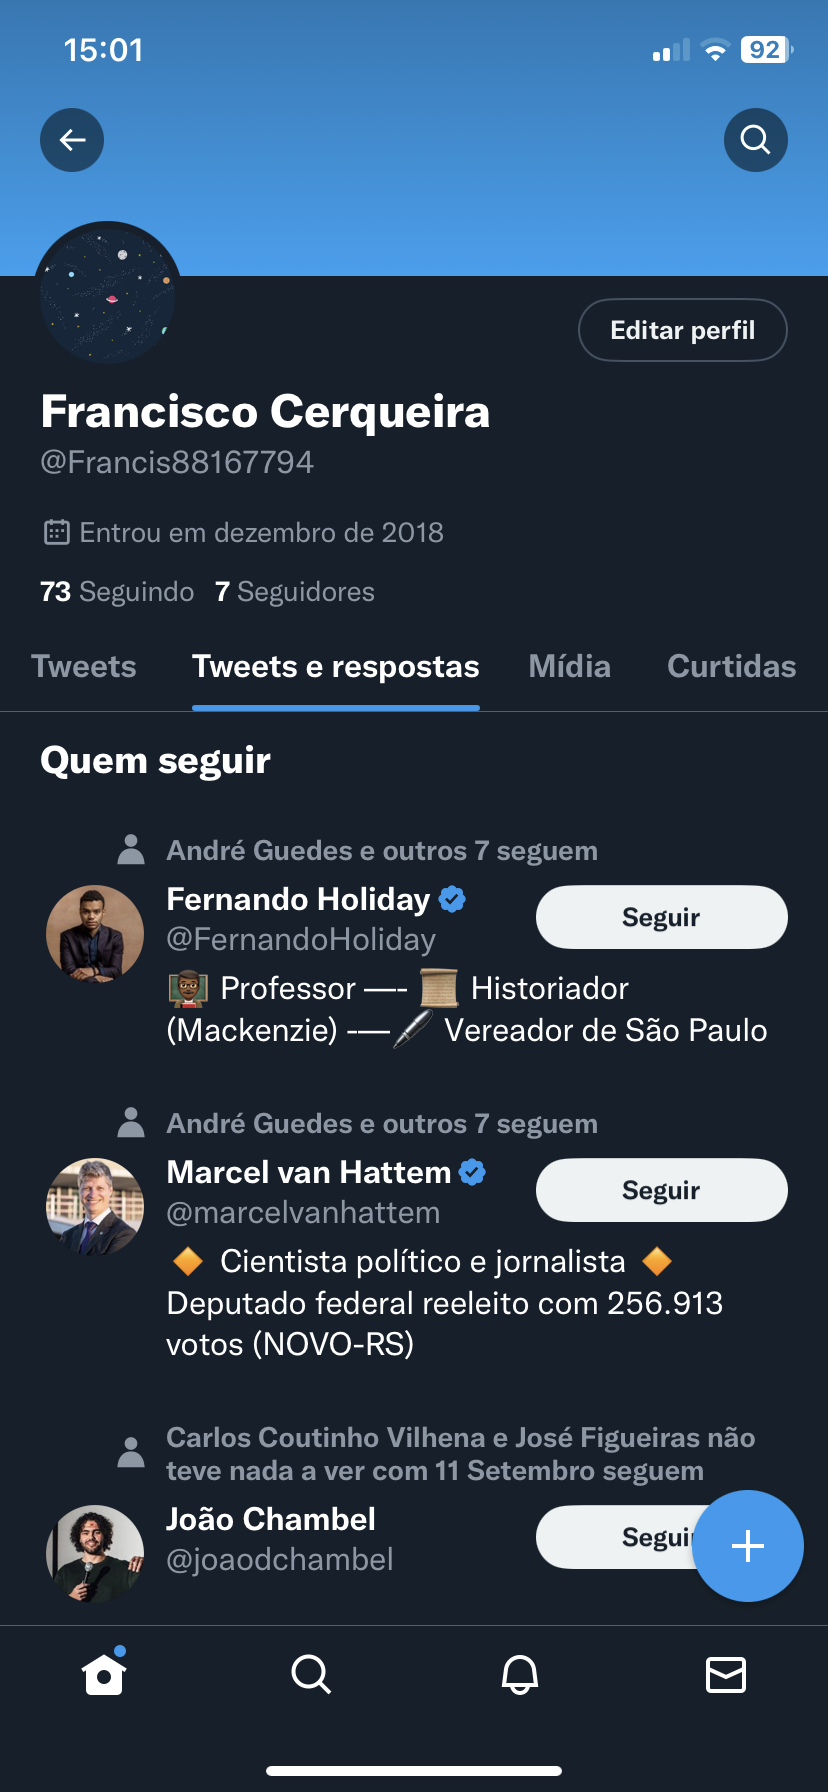 15:01
92
Editar perfil
Francisco Cerqueira
@Francis88167794
Entrou em dezembro de 2018
73 Seguindo 7 Seguidores
Tweets Tweets e respostas Mídia Curtidas
Quem seguir
André Guedes e outros 7 seguem
Fernando Holiday
Seguir
@FernandoHoliday
👨🏾‍🏫 Professor —-📜 Historiador
(Mackenzie) -—🖋️ Vereador de São Paulo
André Guedes e outros 7 seguem
Marcel van Hattem
Seguir
@marcelvanhattem
🔶 Cientista político e jornalista 🔶
Deputado federal reeleito com 256.913
votos (NOVO-RS)
Carlos Coutinho Vilhena e José Figueiras não
teve nada a ver com 11 Setembro seguem
João Chambel
Seguir
@joaodchambel